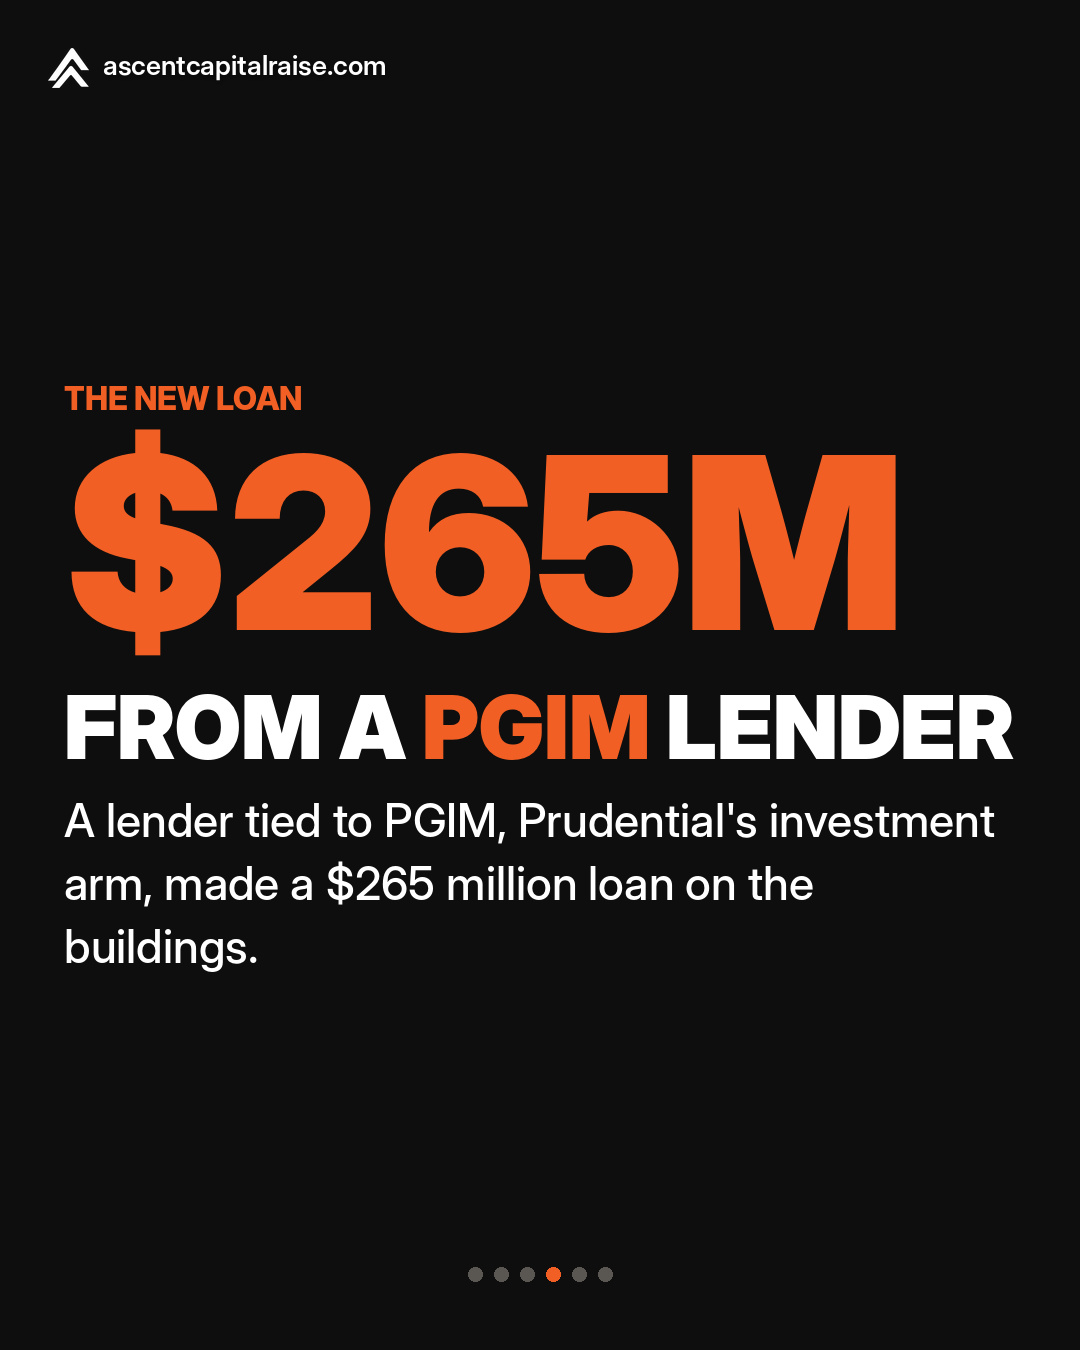 ascentcapitalraise.com
THE NEW LOAN
$265M
FROM A PGIM LENDER
A lender tied to PGIM, Prudential's investment
arm, made a $265 million loan on the
buildings.